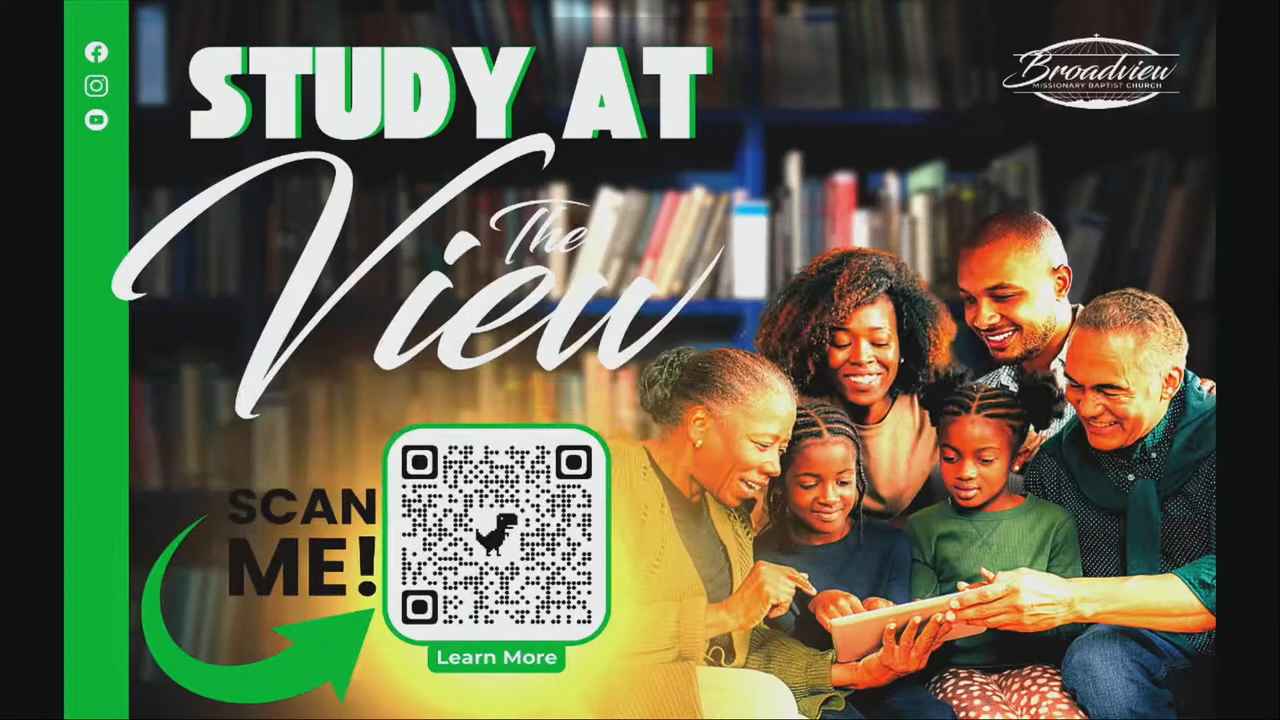 STUDY AT
The
View
Broadview
MISSIONARY BAPTIST CHURCH
SCAN
ME!
Learn More